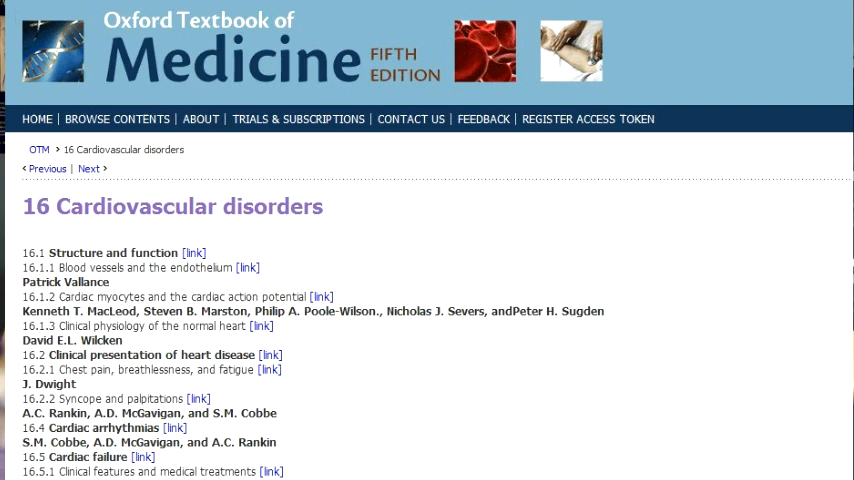 Oxford Textbook of
Medicine FIFTH EDITION
HOME | BROWSE CONTENTS | ABOUT | TRIALS & SUBSCRIPTIONS | CONTACT US | FEEDBACK | REGISTER ACCESS TOKEN
OTM > 16 Cardiovascular disorders
< Previous | Next >
16 Cardiovascular disorders
16.1 Structure and function [link]
16.1.1 Blood vessels and the endothelium [link]
Patrick Vallance
16.1.2 Cardiac myocytes and the cardiac action potential [link]
Kenneth T. MacLeod, Steven B. Marston, Philip A. Poole-Wilson., Nicholas J. Severs, andPeter H. Sugden
16.1.3 Clinical physiology of the normal heart [link]
David E.L. Wilcken
16.2 Clinical presentation of heart disease [link]
16.2.1 Chest pain, breathlessness, and fatigue [link]
J. Dwight
16.2.2 Syncope and palpitations [link]
A.C. Rankin, A.D. McGavigan, and S.M. Cobbe
16.4 Cardiac arrhythmias [link]
S.M. Cobbe, A.D. McGavigan, and A.C. Rankin
16.5 Cardiac failure [link]
16.5.1 Clinical features and medical treatments [link]